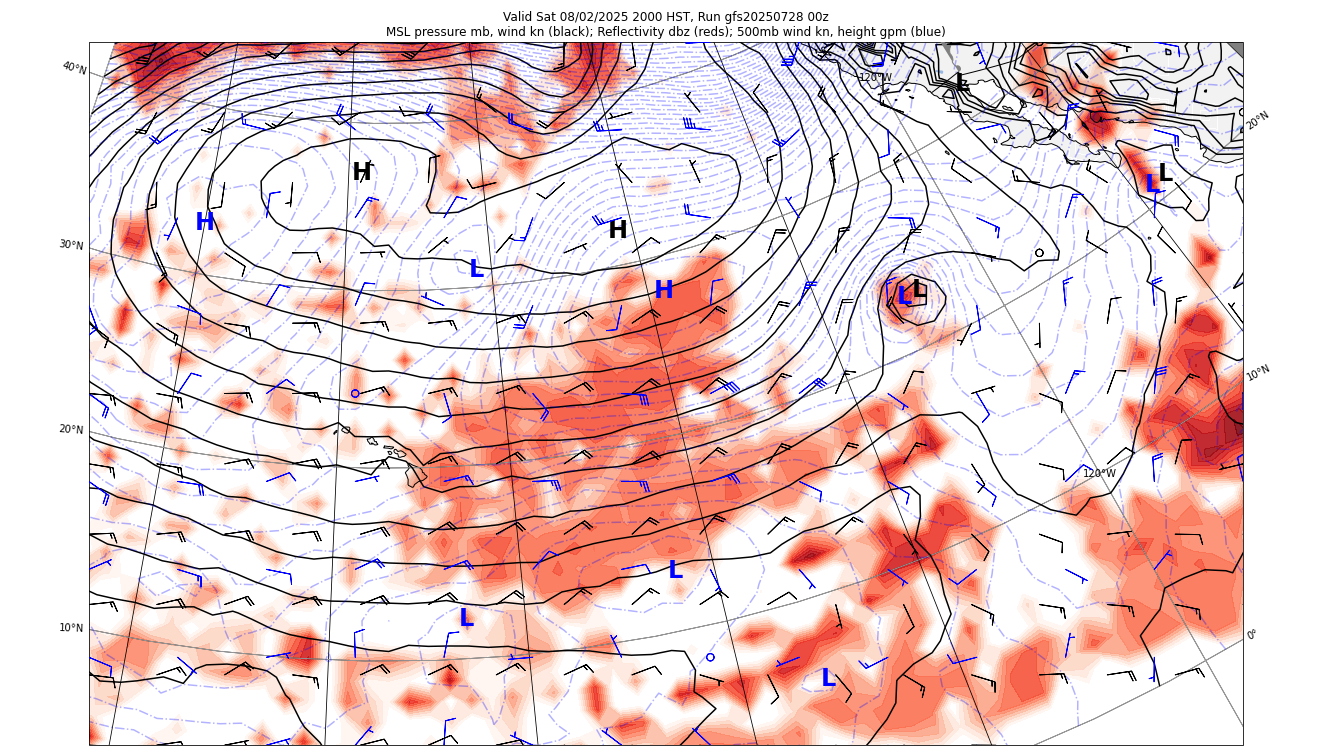 Valid Sat 08/02/2025 2000 HST, Run gfs20250728 00z
MSL pressure mb, wind kn (black); Reflectivity dbz (reds); 500mb wind kn, height gpm (blue)
40°N
120°W
L
20°N
H
L
L
H
H
L
H
L
L
30°N
10°N
20°N
120°W
L
L
10°N
0°
L